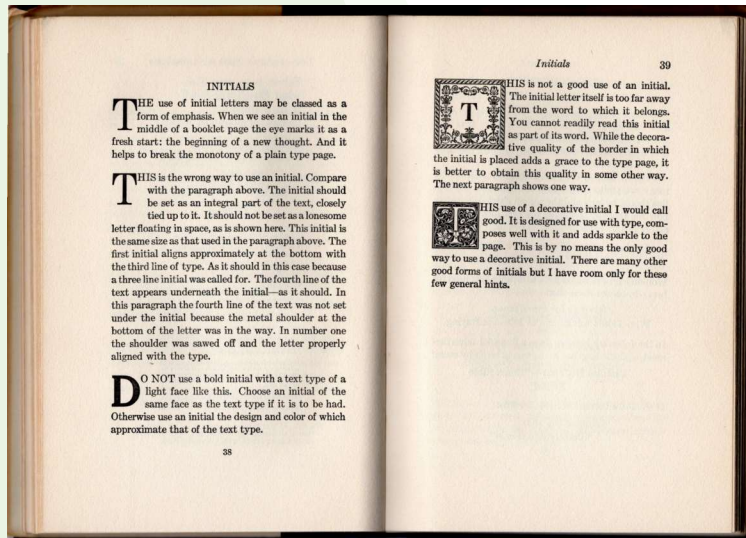 INITIALS
THE use of initial letters may be classed as a
form of emphasis. When we see an initial in the
middle of a booklet page the eye marks it as a
fresh start: the beginning of a new thought. And it
helps to break the monotony of a plain type page.
THIS is the wrong way to use an initial. Compare
with the paragraph above. The initial should
be set as an integral part of the text, closely
tied up to it. It should not be set as a lonesome
letter floating in space, as is shown here. This initial is
the same size as that used in the paragraph above. The
first initial aligns approximately at the bottom with
the third line of type. As it should in this case because
a three line initial was called for. The fourth line of the
text appears underneath the initial—as it should. In
this paragraph the fourth line of the text was not set
under the initial because the metal shoulder at the
bottom of the letter was in the way. In number one
the shoulder was sawed off and the letter properly
aligned with the type.
DO NOT use a bold initial with a text type of a
light face like this. Choose an initial of the
same face as the text type if it is to be had.
Otherwise use an initial the design and color of which
approximate that of the text type.
38
Initials 39
THIS is not a good use of an initial.
The initial letter itself is too far away
from the word to which it belongs.
You cannot readily read this initial
as part of its word. While the decora-
tive quality of the border in which
the initial is placed adds a grace to the type page, it
is better to obtain this quality in some other way.
The next paragraph shows one way.
THIS use of a decorative initial I would call
good. It is designed for use with type, com-
poses well with it and adds sparkle to the
page. This is by no means the only good
way to use a decorative initial. There are many other
good forms of initials but I have room only for these
few general hints.